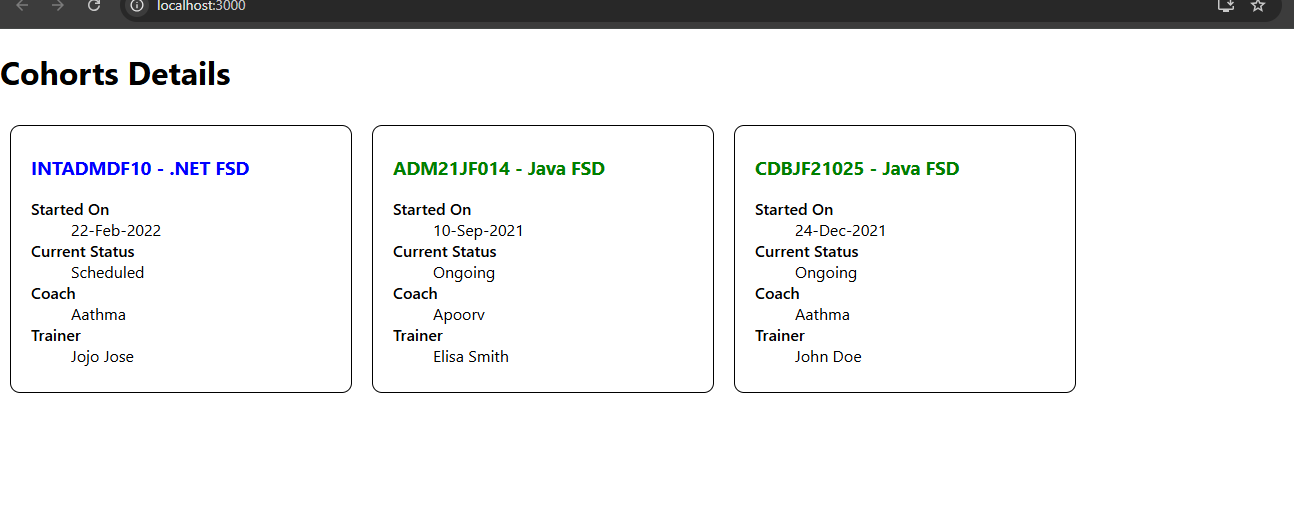 localhost:3000
Cohorts Details
INTADMDF10 - .NET FSD
Started On
22-Feb-2022
Current Status
Scheduled
Coach
Aathma
Trainer
Jojo Jose
ADM21JF014 - Java FSD
Started On
10-Sep-2021
Current Status
Ongoing
Coach
Apoorv
Trainer
Elisa Smith
CDBJF21025 - Java FSD
Started On
24-Dec-2021
Current Status
Ongoing
Coach
Aathma
Trainer
John Doe